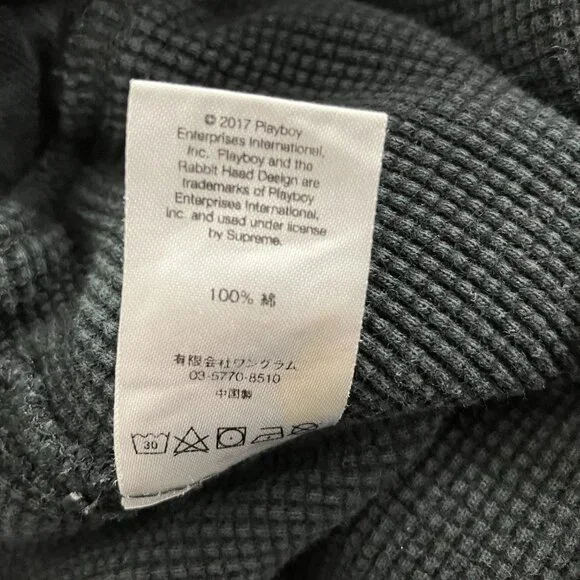 © 2017 Playboy
Enterprises International,
Inc. Playboy and the
Rabbit Head Design are
trademarks of Playboy
Enterprises International,
Inc. and used under license
by Supreme.
100% 綿
有限会社ワングラム
03-5770-8510
中国製
30